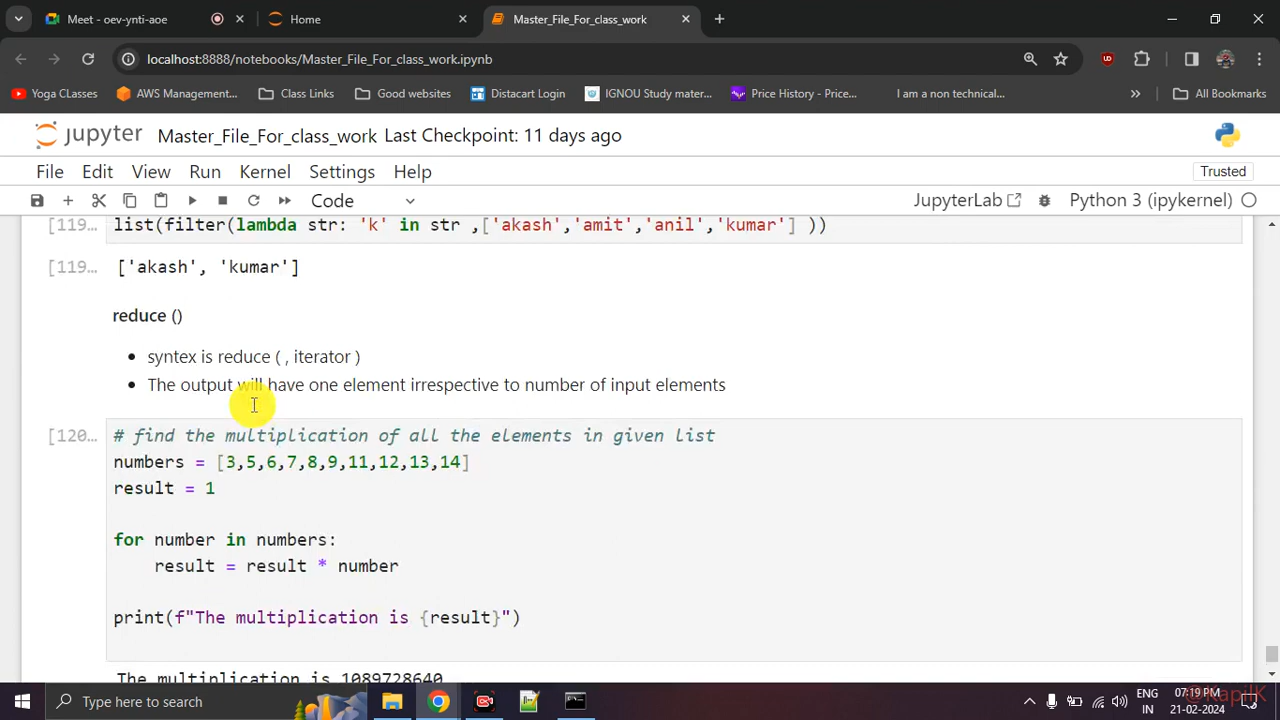 Meet - oev-ynti-aoe
Home
Master_File_For_class_work
localhost:8888/notebooks/Master_File_For_class_work.ipynb
Yoga CLasses
AWS Management...
Class Links
Good websites
Distacart Login
IGNOU Study mater...
Price History - Price...
I am a non technical...
All Bookmarks
jupyter Master_File_For_class_work Last Checkpoint: 11 days ago
File Edit View Run Kernel Settings Help
Trusted
Code
JupyterLab
Python 3 (ipykernel)
[119... list(filter(lambda str: 'k' in str ,['akash','amit','anil','kumar'] ))
[119... ['akash', 'kumar']
reduce ()
• syntex is reduce ( , iterator )
• The output will have one element irrespective to number of input elements
[120... # find the multiplication of all the elements in given list
numbers = [3,5,6,7,8,9,11,12,13,14]
result = 1
for number in numbers:
result = result * number
print(f"The multiplication is {result}")
The multiplication is 1089728640
Type here to search
ENG
IN
07:19 PM
21-02-2024
@KapilK